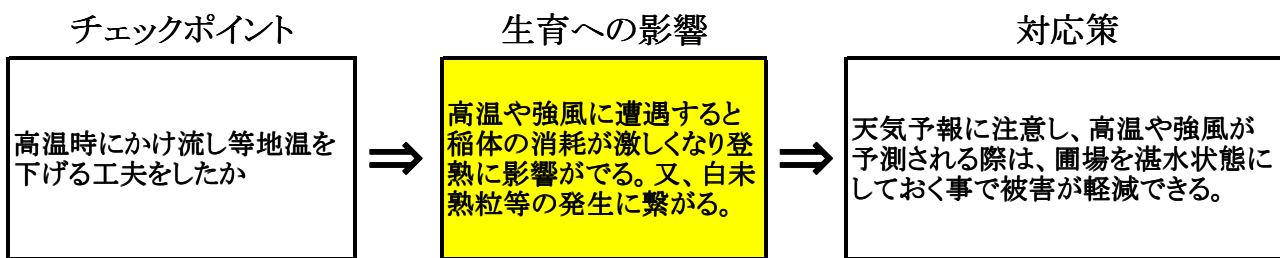 チェックポイント
生育への影響
対応策
高温時にかけ流し等地温を
下げる工夫をしたか
⇒
高温や強風に遭遇すると
稲体の消耗が激しくなり登
熟に影響がでる。又、白未
熟粒等の発生に繋がる。
⇒
天気予報に注意し、高温や強風が
予測される際は、圃場を湛水状態に
しておく事で被害が軽減できる。